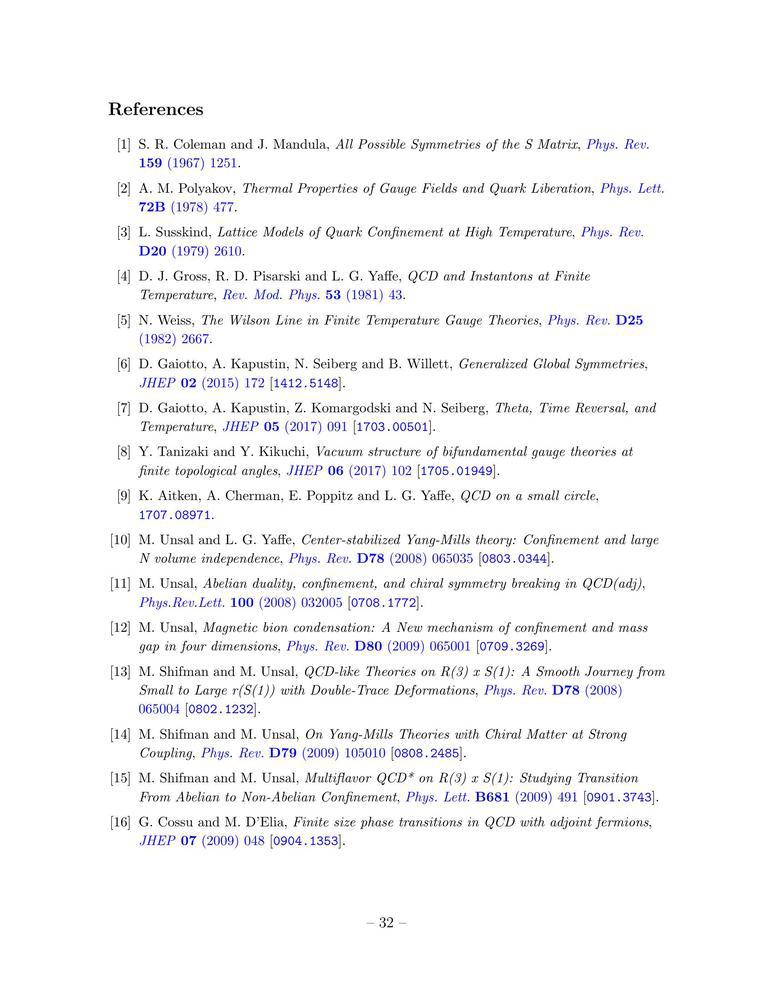 References
[1] S. R. Coleman and J. Mandula, All Possible Symmetries of the S Matrix, Phys. Rev.
159 (1967) 1251.
[2] A. M. Polyakov, Thermal Properties of Gauge Fields and Quark Liberation, Phys. Lett.
72B (1978) 477.
[3] L. Susskind, Lattice Models of Quark Confinement at High Temperature, Phys. Rev.
D20 (1979) 2610.
[4] D. J. Gross, R. D. Pisarski and L. G. Yaffe, QCD and Instantons at Finite
Temperature, Rev. Mod. Phys. 53 (1981) 43.
[5] N. Weiss, The Wilson Line in Finite Temperature Gauge Theories, Phys. Rev. D25
(1982) 2667.
[6] D. Gaiotto, A. Kapustin, N. Seiberg and B. Willett, Generalized Global Symmetries,
JHEP 02 (2015) 172 [1412.5148].
[7] D. Gaiotto, A. Kapustin, Z. Komargodski and N. Seiberg, Theta, Time Reversal, and
Temperature, JHEP 05 (2017) 091 [1703.00501].
[8] Y. Tanizaki and Y. Kikuchi, Vacuum structure of bifundamental gauge theories at
finite topological angles, JHEP 06 (2017) 102 [1705.01949].
[9] K. Aitken, A. Cherman, E. Poppitz and L. G. Yaffe, QCD on a small circle,
1707.08971.
[10] M. Unsal and L. G. Yaffe, Center-stabilized Yang-Mills theory: Confinement and large
N volume independence, Phys. Rev. D78 (2008) 065035 [0803.0344].
[11] M. Unsal, Abelian duality, confinement, and chiral symmetry breaking in QCD(adj),
Phys.Rev.Lett. 100 (2008) 032005 [0708.1772].
[12] M. Unsal, Magnetic bion condensation: A New mechanism of confinement and mass
gap in four dimensions, Phys. Rev. D80 (2009) 065001 [0709.3269].
[13] M. Shifman and M. Unsal, QCD-like Theories on R(3) x S(1): A Smooth Journey from
Small to Large r(S(1)) with Double-Trace Deformations, Phys. Rev. D78 (2008)
065004 [0802.1232].
[14] M. Shifman and M. Unsal, On Yang-Mills Theories with Chiral Matter at Strong
Coupling, Phys. Rev. D79 (2009) 105010 [0808.2485].
[15] M. Shifman and M. Unsal, Multiflavor QCD* on R(3) x S(1): Studying Transition
From Abelian to Non-Abelian Confinement, Phys. Lett. B681 (2009) 491 [0901.3743].
[16] G. Cossu and M. D'Elia, Finite size phase transitions in QCD with adjoint fermions,
JHEP 07 (2009) 048 [0904.1353].
– 32 –